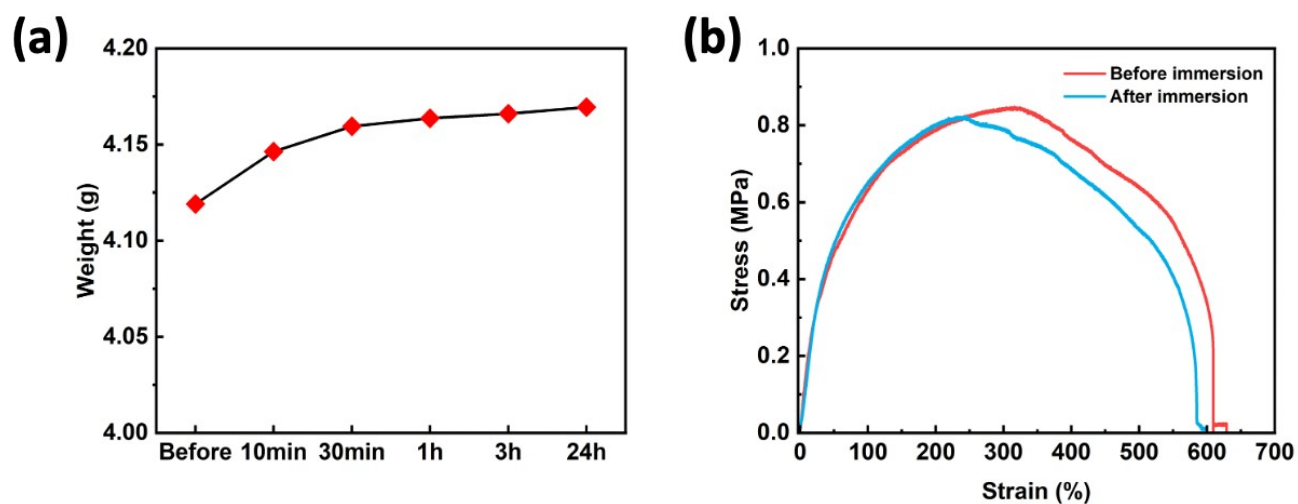 (a)
4.20
4.15
4.10
4.05
4.00
Weight (g)
Before 10min 30min 1h 3h 24h
(b)
1.0
0.8
0.6
0.4
0.2
0.0
Stress (MPa)
Before immersion
After immersion
0 100 200 300 400 500 600 700
Strain (%)